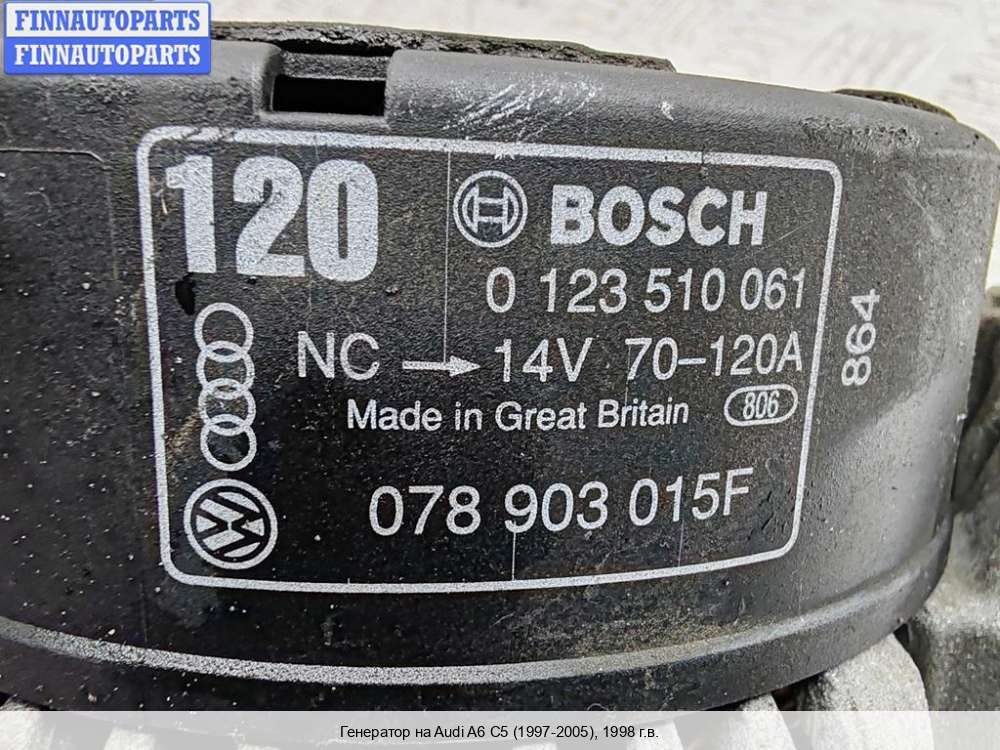 FINNAUTOPARTS
FINNAUTOPARTS
120
BOSCH
0 123 510 061
NC → 14V 70-120A
Made in Great Britain 806
864
078 903 015F
Генератор на Audi A6 C5 (1997-2005), 1998 г.в.